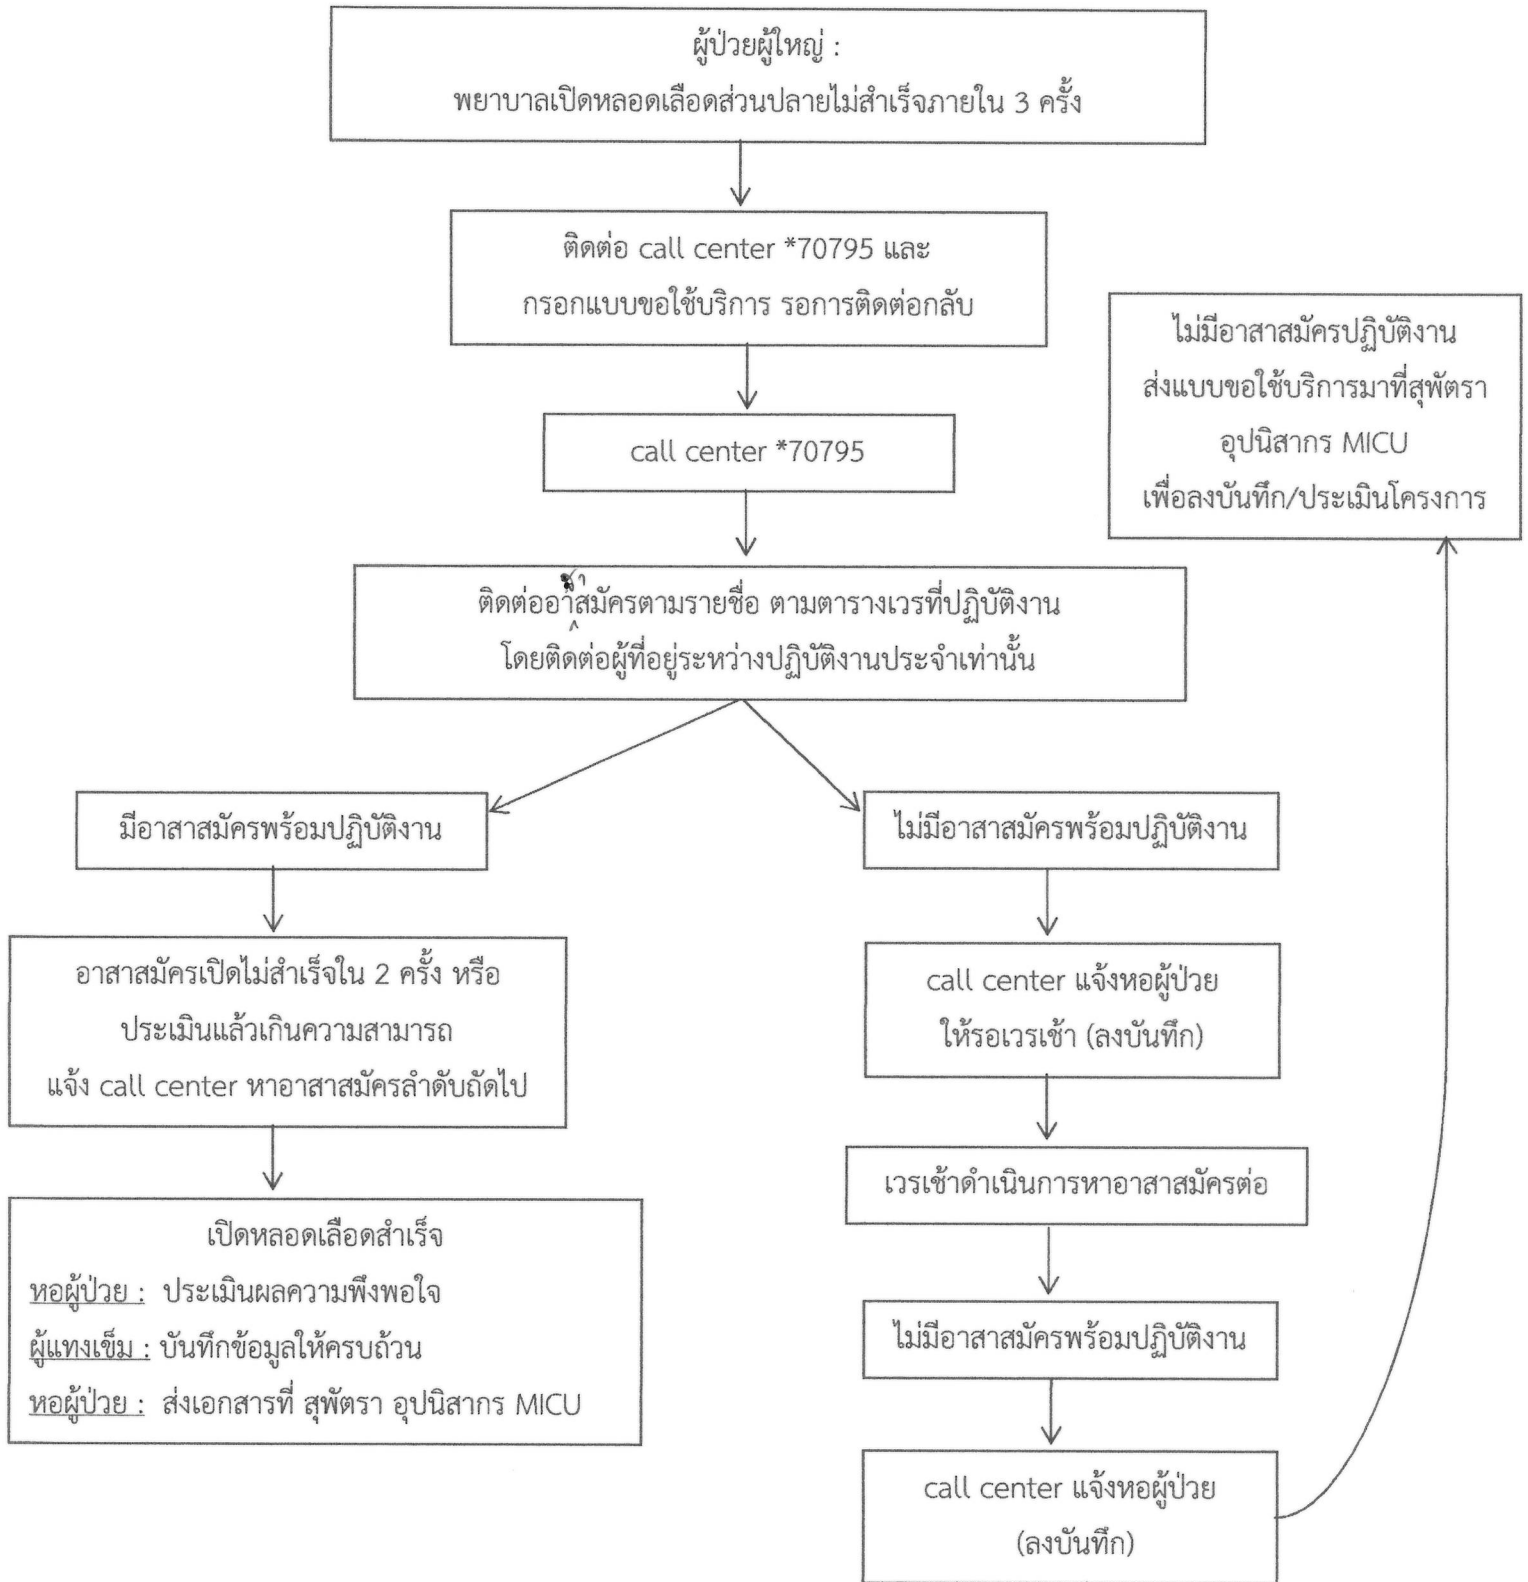 ผู้ป่วยผู้ใหญ่ :
พยาบาลเปิดหลอดเลือดส่วนปลายไม่สำเร็จภายใน 3 ครั้ง
ติดต่อ call center *70795 และ
กรอกแบบขอใช้บริการ รอการติดต่อกลับ
call center *70795
ติดต่ออาสาสมัครตามรายชื่อ ตามตารางเวรที่ปฏิบัติงาน
โดยติดต่อผู้ที่อยู่ระหว่างปฏิบัติงานประจำเท่านั้น
มีอาสาสมัครพร้อมปฏิบัติงาน
อาสาสมัครเปิดไม่สำเร็จใน 2 ครั้ง หรือ
ประเมินแล้วเกินความสามารถ
แจ้ง call center หาอาสาสมัครลำดับถัดไป
เปิดหลอดเลือดสำเร็จ
หอผู้ป่วย : ประเมินผลความพึงพอใจ
ผู้แทงเข็ม : บันทึกข้อมูลให้ครบถ้วน
หอผู้ป่วย : ส่งเอกสารที่ สุพัตรา อุปนิสากร MICU
ไม่มีอาสาสมัครพร้อมปฏิบัติงาน
call center แจ้งหอผู้ป่วย
ให้รอเวรเช้า (ลงบันทึก)
เวรเช้าดำเนินการหาอาสาสมัครต่อ
ไม่มีอาสาสมัครพร้อมปฏิบัติงาน
call center แจ้งหอผู้ป่วย
(ลงบันทึก)
ไม่มีอาสาสมัครปฏิบัติงาน
ส่งแบบขอใช้บริการมาที่สุพัตรา
อุปนิสากร MICU
เพื่อลงบันทึก/ประเมินโครงการ